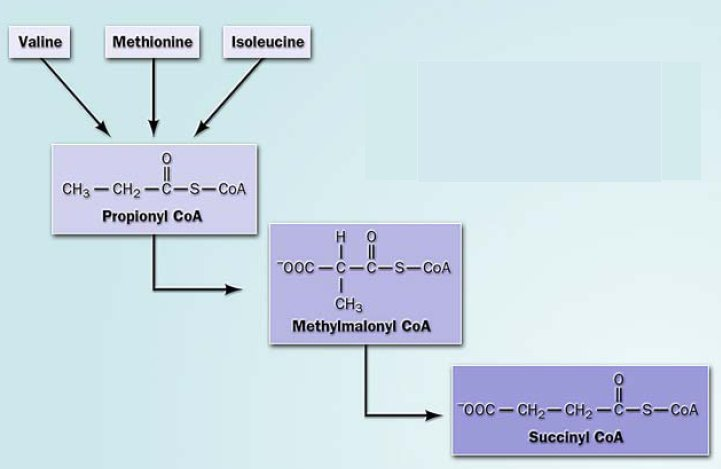 Valine Methionine Isoleucine
O
CH₃ — CH₂ — C — S — CoA
Propionyl CoA
H O
⁻OOC — C — C — S — CoA
CH₃
Methylmalonyl CoA
O
⁻OOC — CH₂ — CH₂ — C — S — CoA
Succinyl CoA